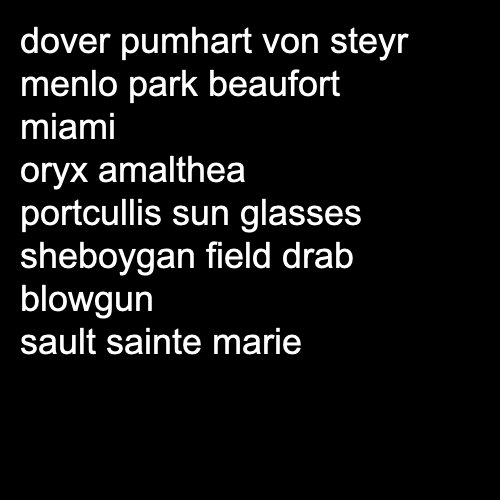 dover pumhart von steyr
menlo park beaufort
miami
oryx amalthea
portcullis sun glasses
sheboygan field drab
blowgun
sault sainte marie